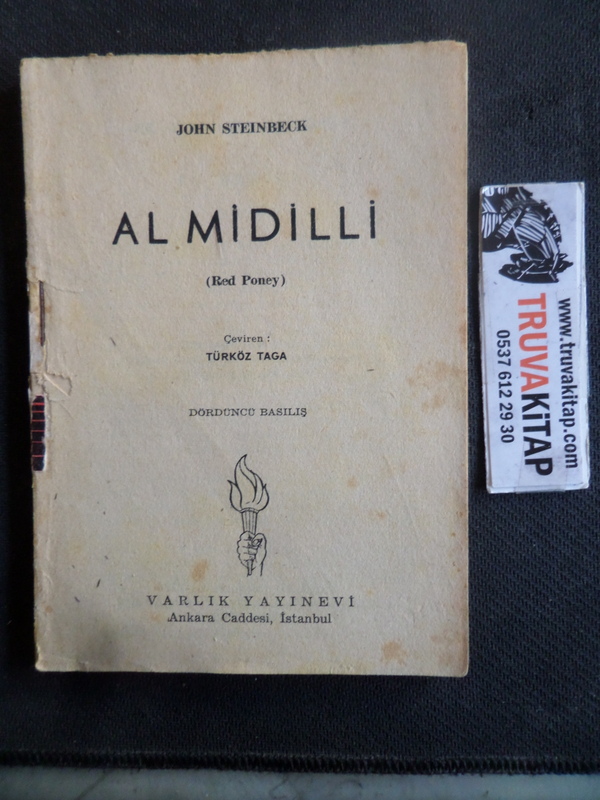 JOHN STEINBECK
AL MİDİLLİ
(Red Poney)
Çeviren :
TÜRKÖZ TAGA
DÖRDÜNCÜ BASILIŞ
VARLIK YAYINEVİ
Ankara Caddesi, İstanbul
www.truvakitap.com
TRUVAKİTAP
0537 612 29 30